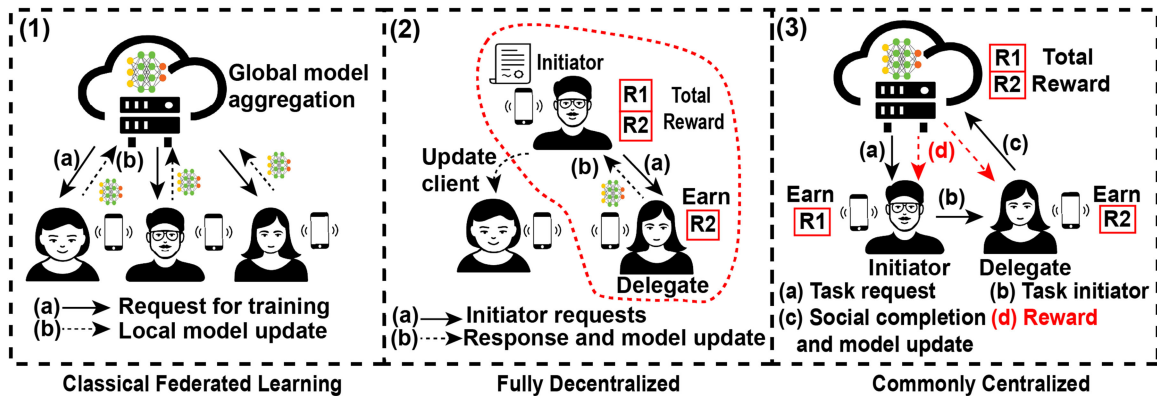 (1)
Global model
aggregation
(a)
(b)
(a) Request for training
(b) Local model update
Classical Federated Learning
(2)
Initiator
R1 Total
R2 Reward
Update
client
(b)
(a)
Earn
R2
Delegate
(a) Initiator requests
(b) Response and model update
Fully Decentralized
(3)
R1 Total
R2 Reward
(a)
(d)
(c)
Earn
R1
(b)
Earn
R2
Initiator
Delegate
(a) Task request
(b) Task initiator
(c) Social completion
and model update
(d) Reward
Commonly Centralized